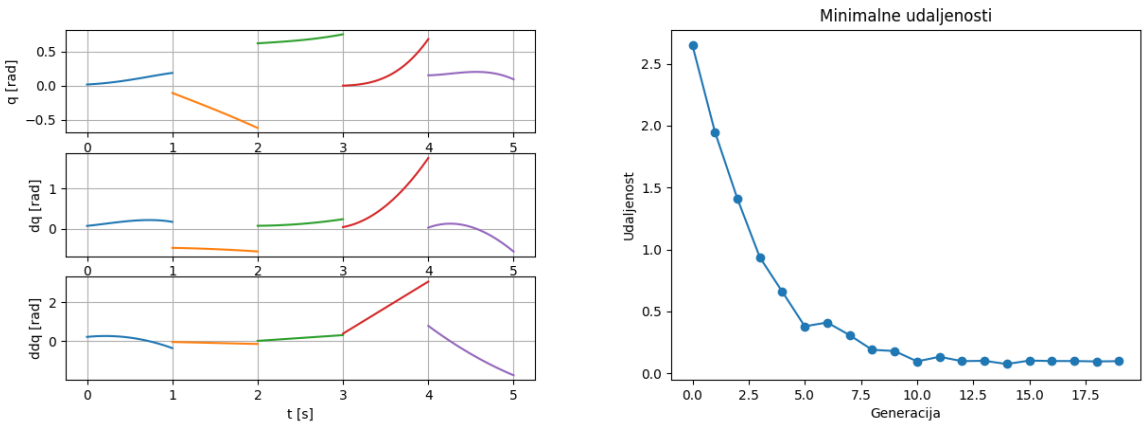 q [rad]
0.5
0.0
−0.5
0 1 2 3 4 5
dq [rad]
1
0
0 1 2 3 4 5
ddq [rad]
2
0
0 1 2 3 4 5
t [s]
Minimalne udaljenosti
Udaljenost
2.5
2.0
1.5
1.0
0.5
0.0
0.0 2.5 5.0 7.5 10.0 12.5 15.0 17.5
Generacija